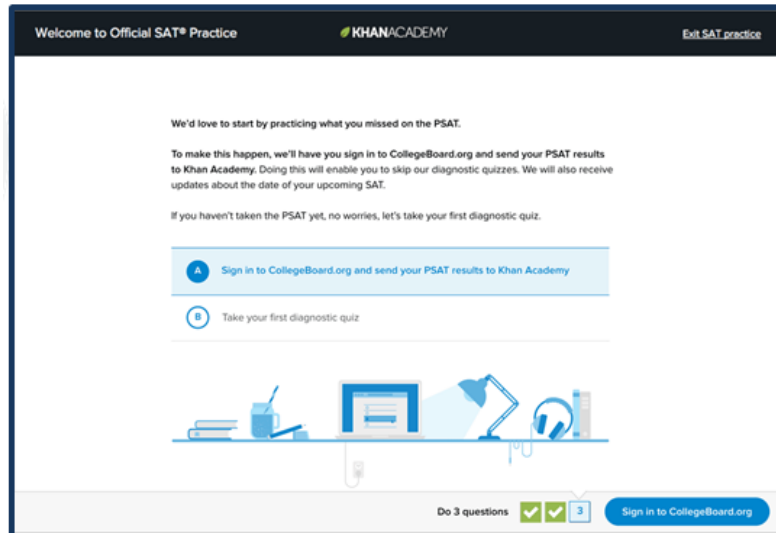 Welcome to Official SAT® Practice
KHANACADEMY
Exit SAT practice
We'd love to start by practicing what you missed on the PSAT.
To make this happen, we'll have you sign in to CollegeBoard.org and send your PSAT results
to Khan Academy. Doing this will enable you to skip our diagnostic quizzes. We will also receive
updates about the date of your upcoming SAT.
If you haven't taken the PSAT yet, no worries, let's take your first diagnostic quiz.
A Sign in to CollegeBoard.org and send your PSAT results to Khan Academy
B Take your first diagnostic quiz
Do 3 questions 3 Sign in to CollegeBoard.org